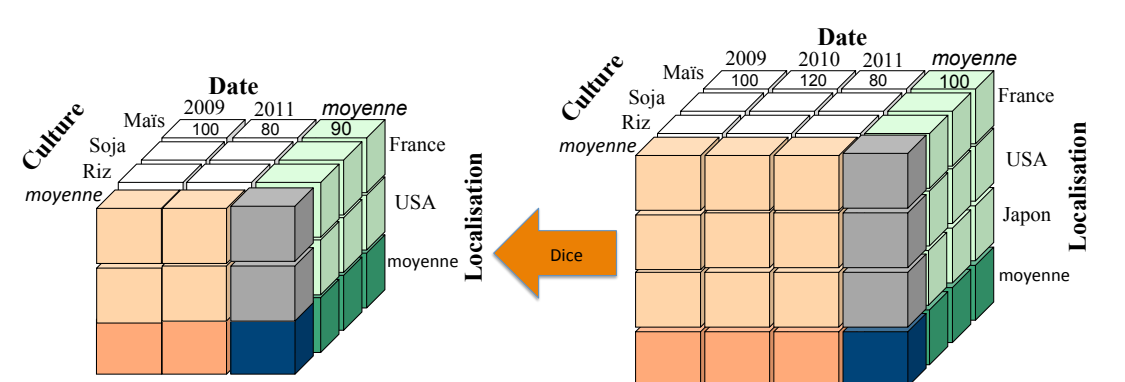 Date
2009 2011 moyenne
Culture
Maïs 100 80 90
Soja
Riz
moyenne
France
USA
moyenne
Localisation
Dice
Date
2009 2010 2011 moyenne
Culture
Maïs 100 120 80 100
Soja
Riz
moyenne
France
USA
Japon
moyenne
Localisation